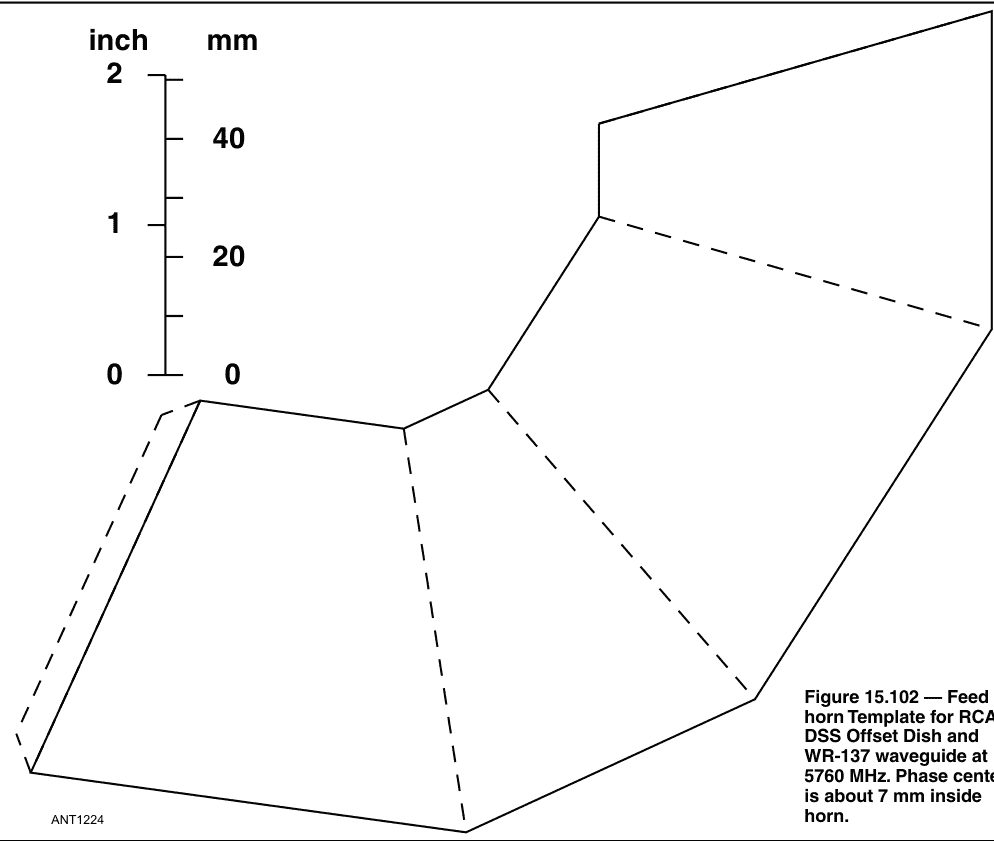 inch mm
2
40
1
20
0 0
Figure 15.102 — Feed
horn Template for RCA
DSS Offset Dish and
WR-137 waveguide at
5760 MHz. Phase cente
is about 7 mm inside
horn.
ANT1224